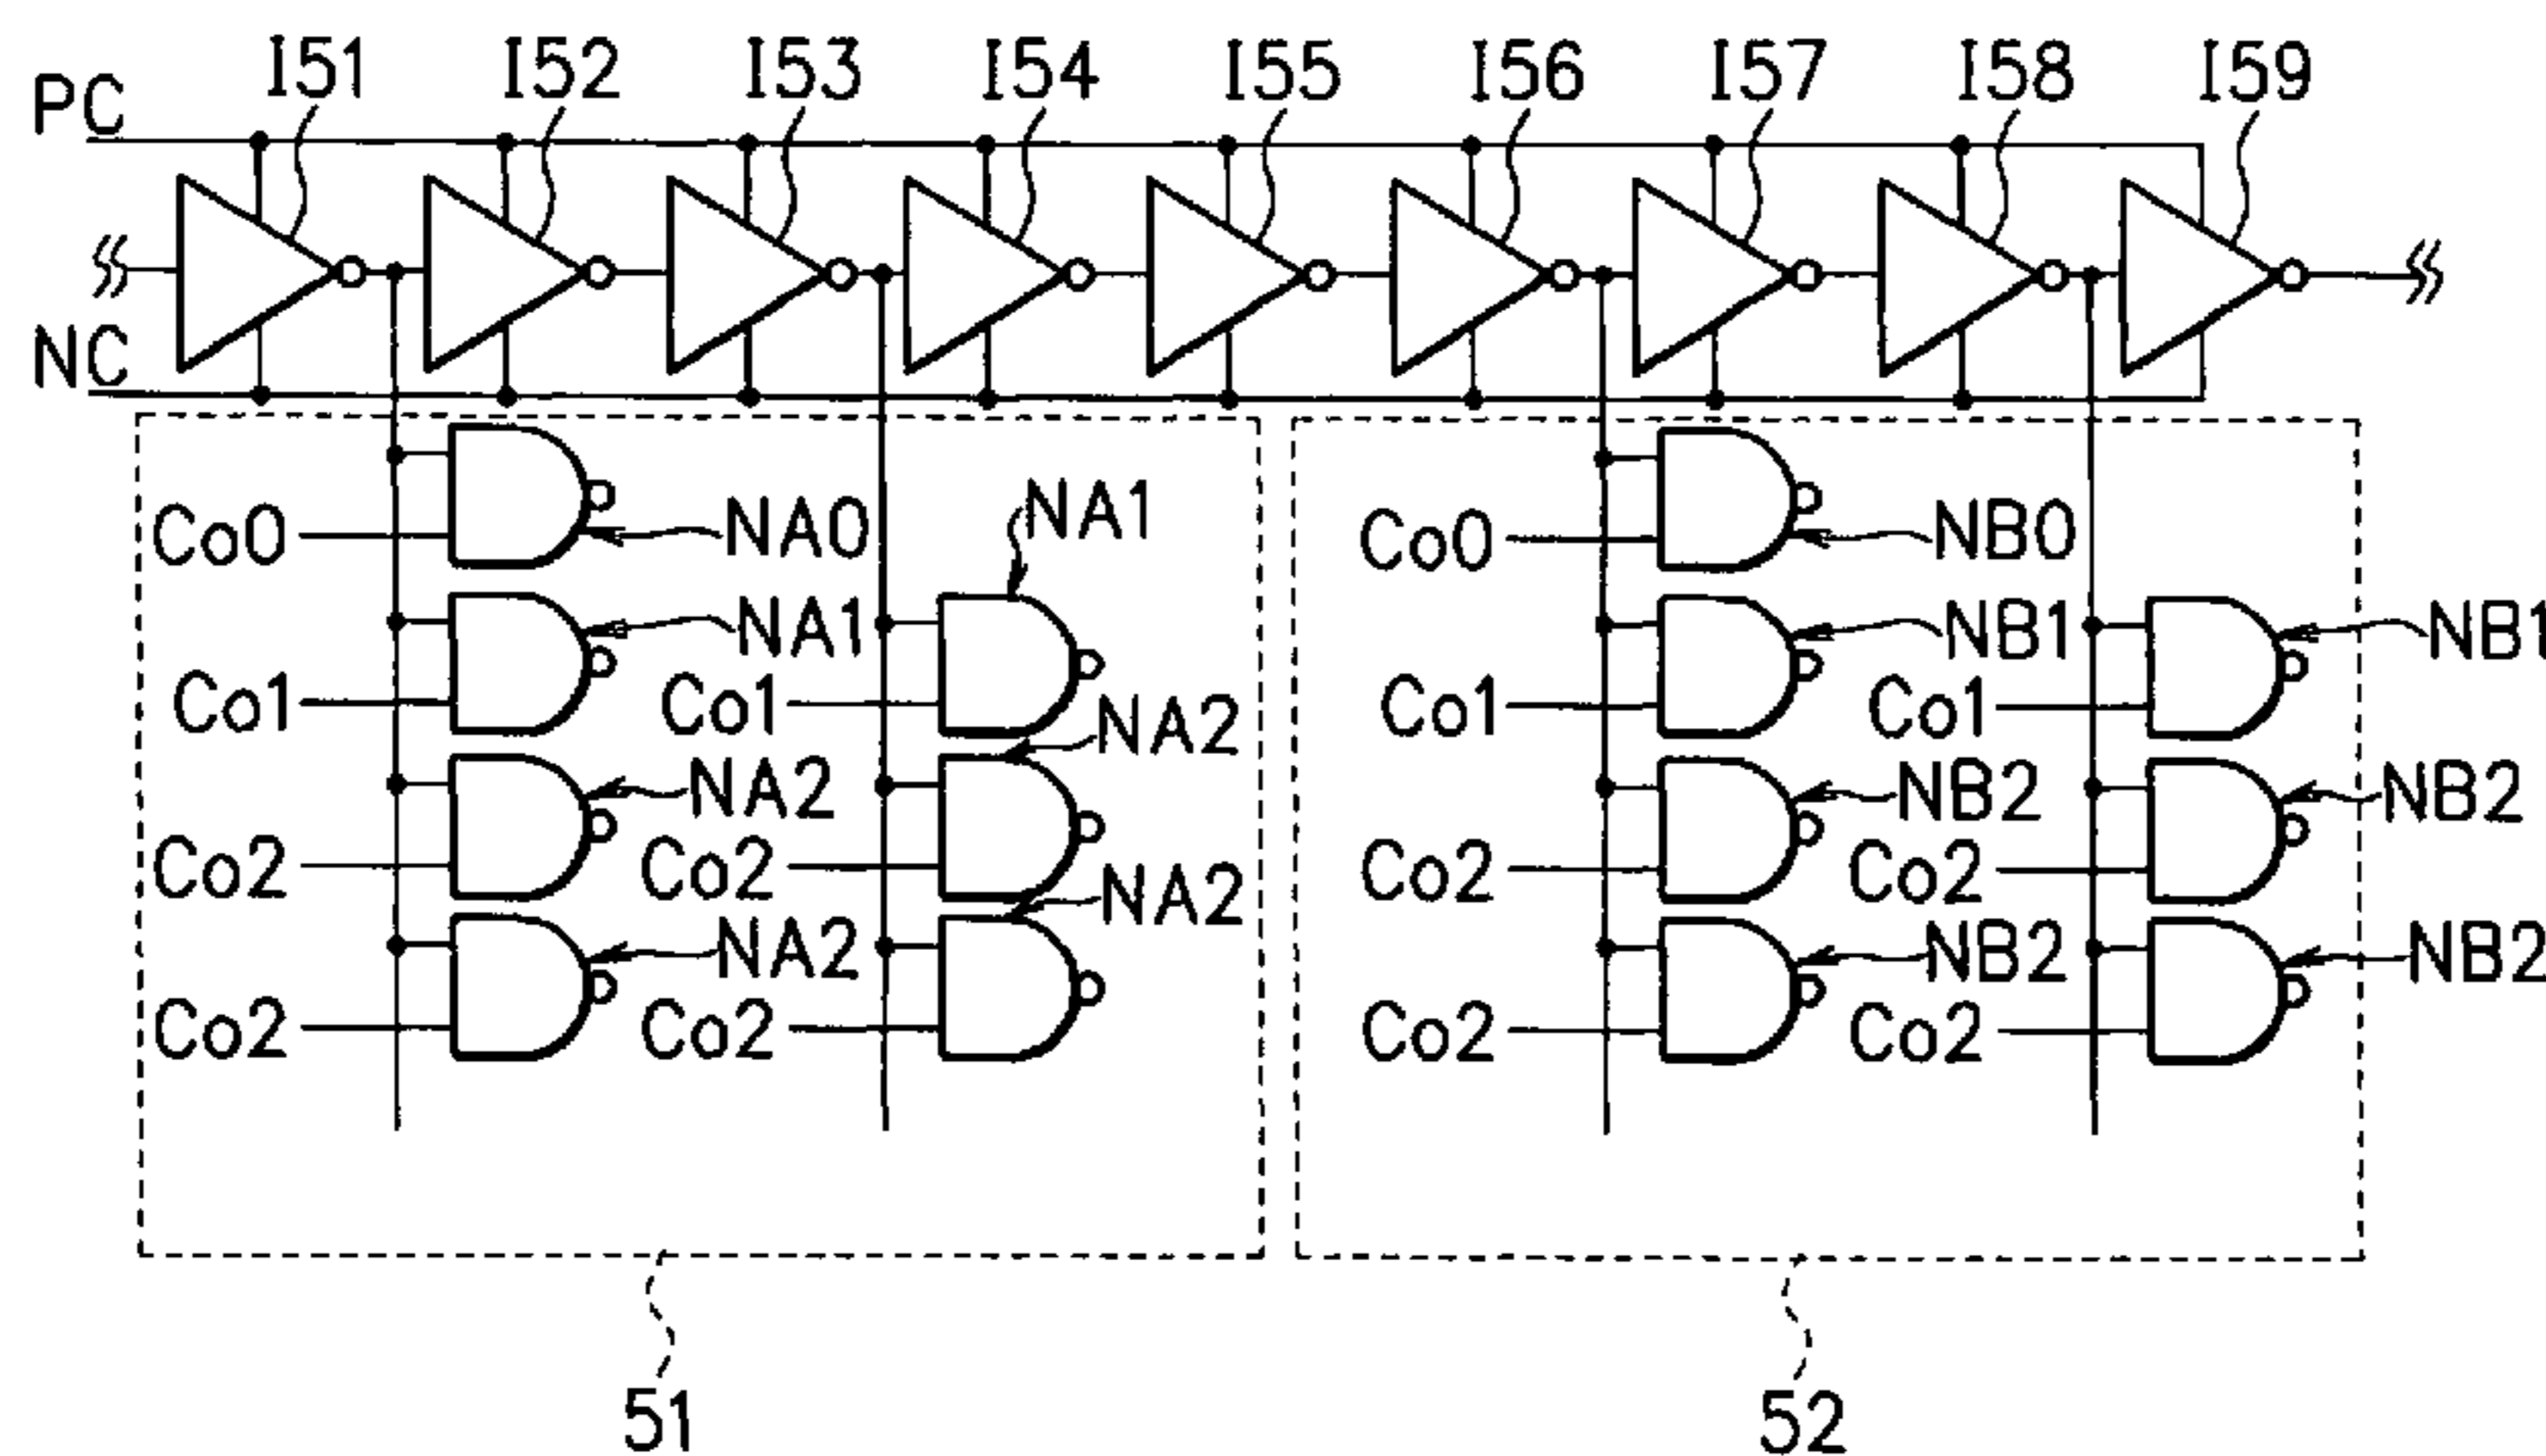 I51 I52 I53 I54 I55 I56 I57 I58 I59
PC
NC
Co0 NA0 NA1 Co0 NB0
Co1 NA1 Co1 Co1 NB1 Co1 NB1
Co2 NA2 Co2 NA2 Co2 NB2 Co2 NB2
Co2 NA2 Co2 NA2 Co2 NB2 Co2 NB2
51 52